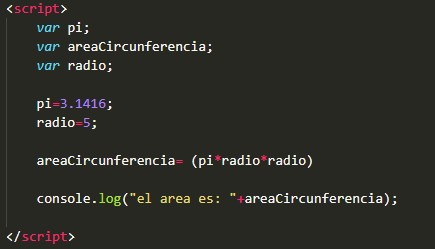 <script>
var pi;
var areaCircunferencia;
var radio;
pi=3.1416;
radio=5;
areaCircunferencia= (pi*radio*radio)
console.log("el area es: "+areaCircunferencia);
</script>